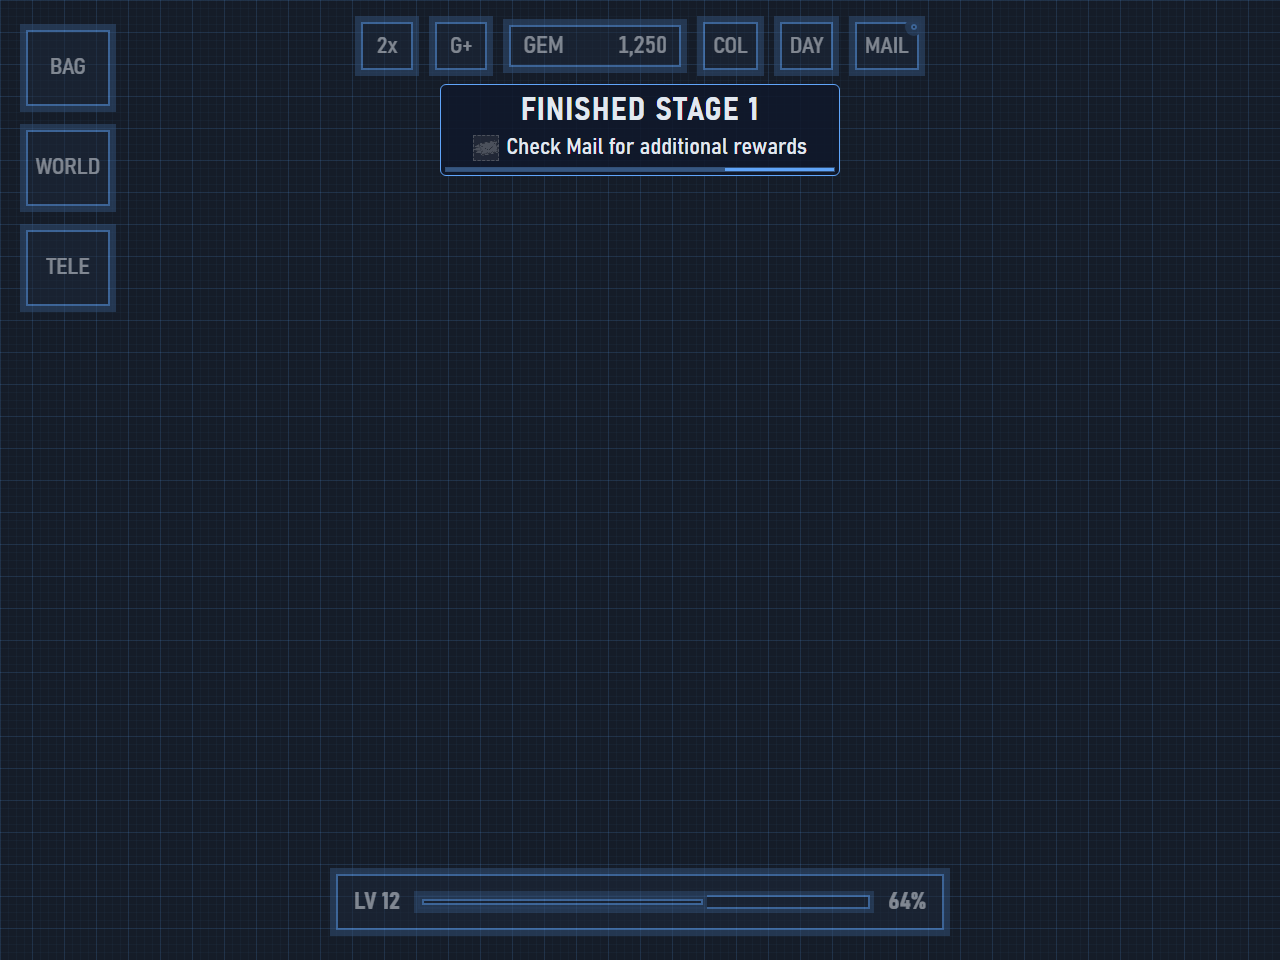 BAG
WORLD
TELE
2x
G+
GEM 1,250
COL
DAY
MAIL
FINISHED STAGE 1
Check Mail for additional rewards
LV 12
64%